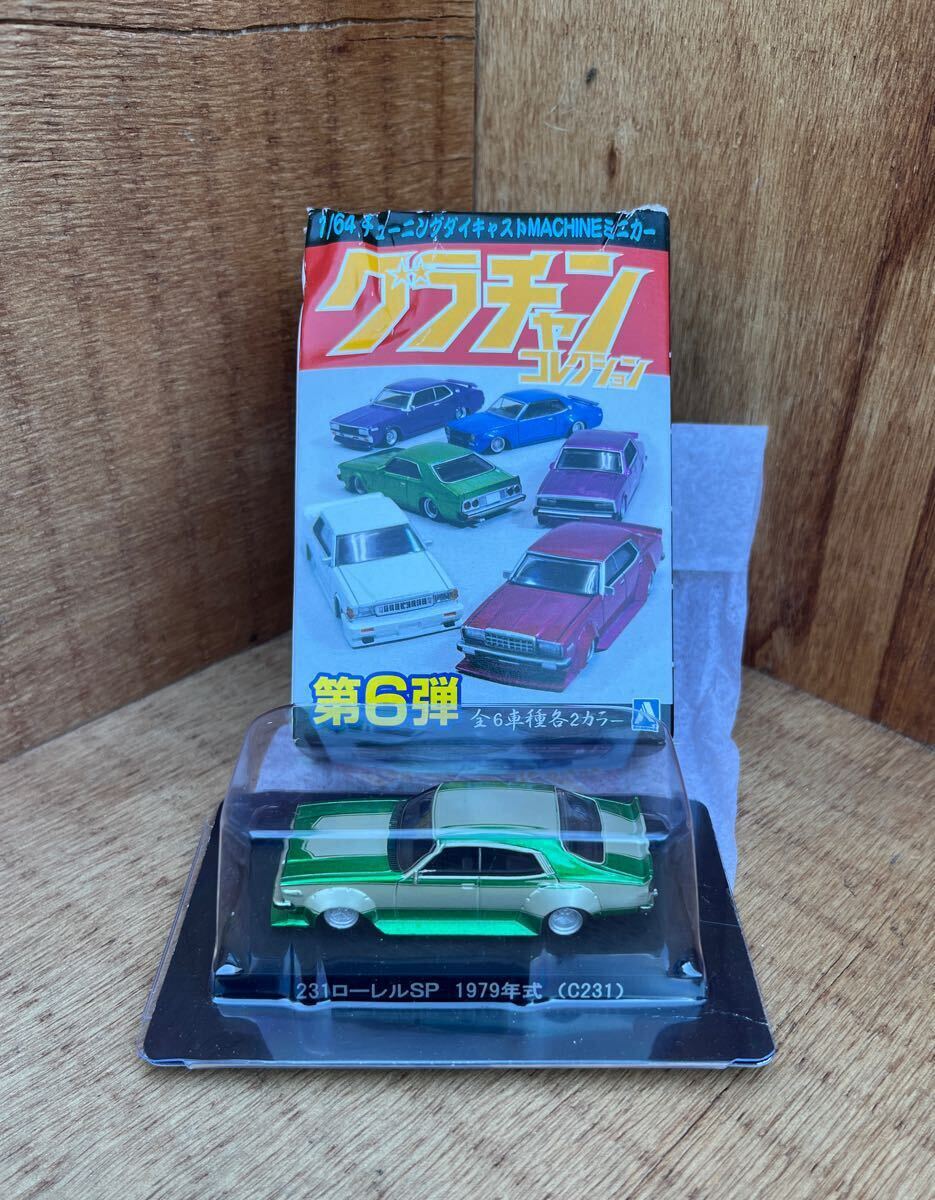 1/64 チューニングダイキャストMACHINEミニカー
グラチャン
コレクション
第6弾
全6車種各2カラー
231ローレルSP 1979年式 (C231)